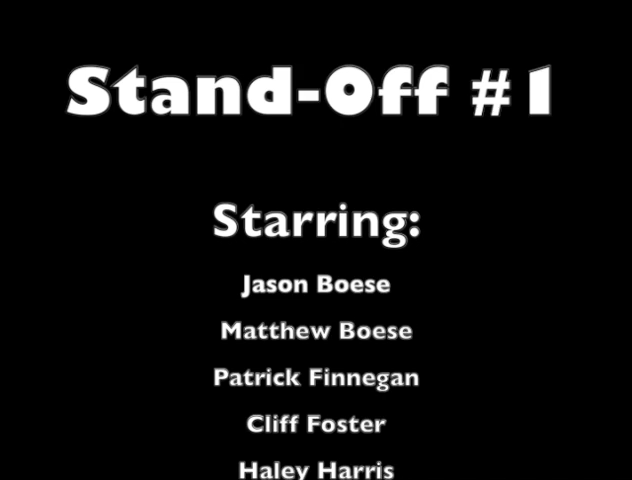 Stand-Off #1
Starring:
Jason Boese
Matthew Boese
Patrick Finnegan
Cliff Foster
Haley Harris